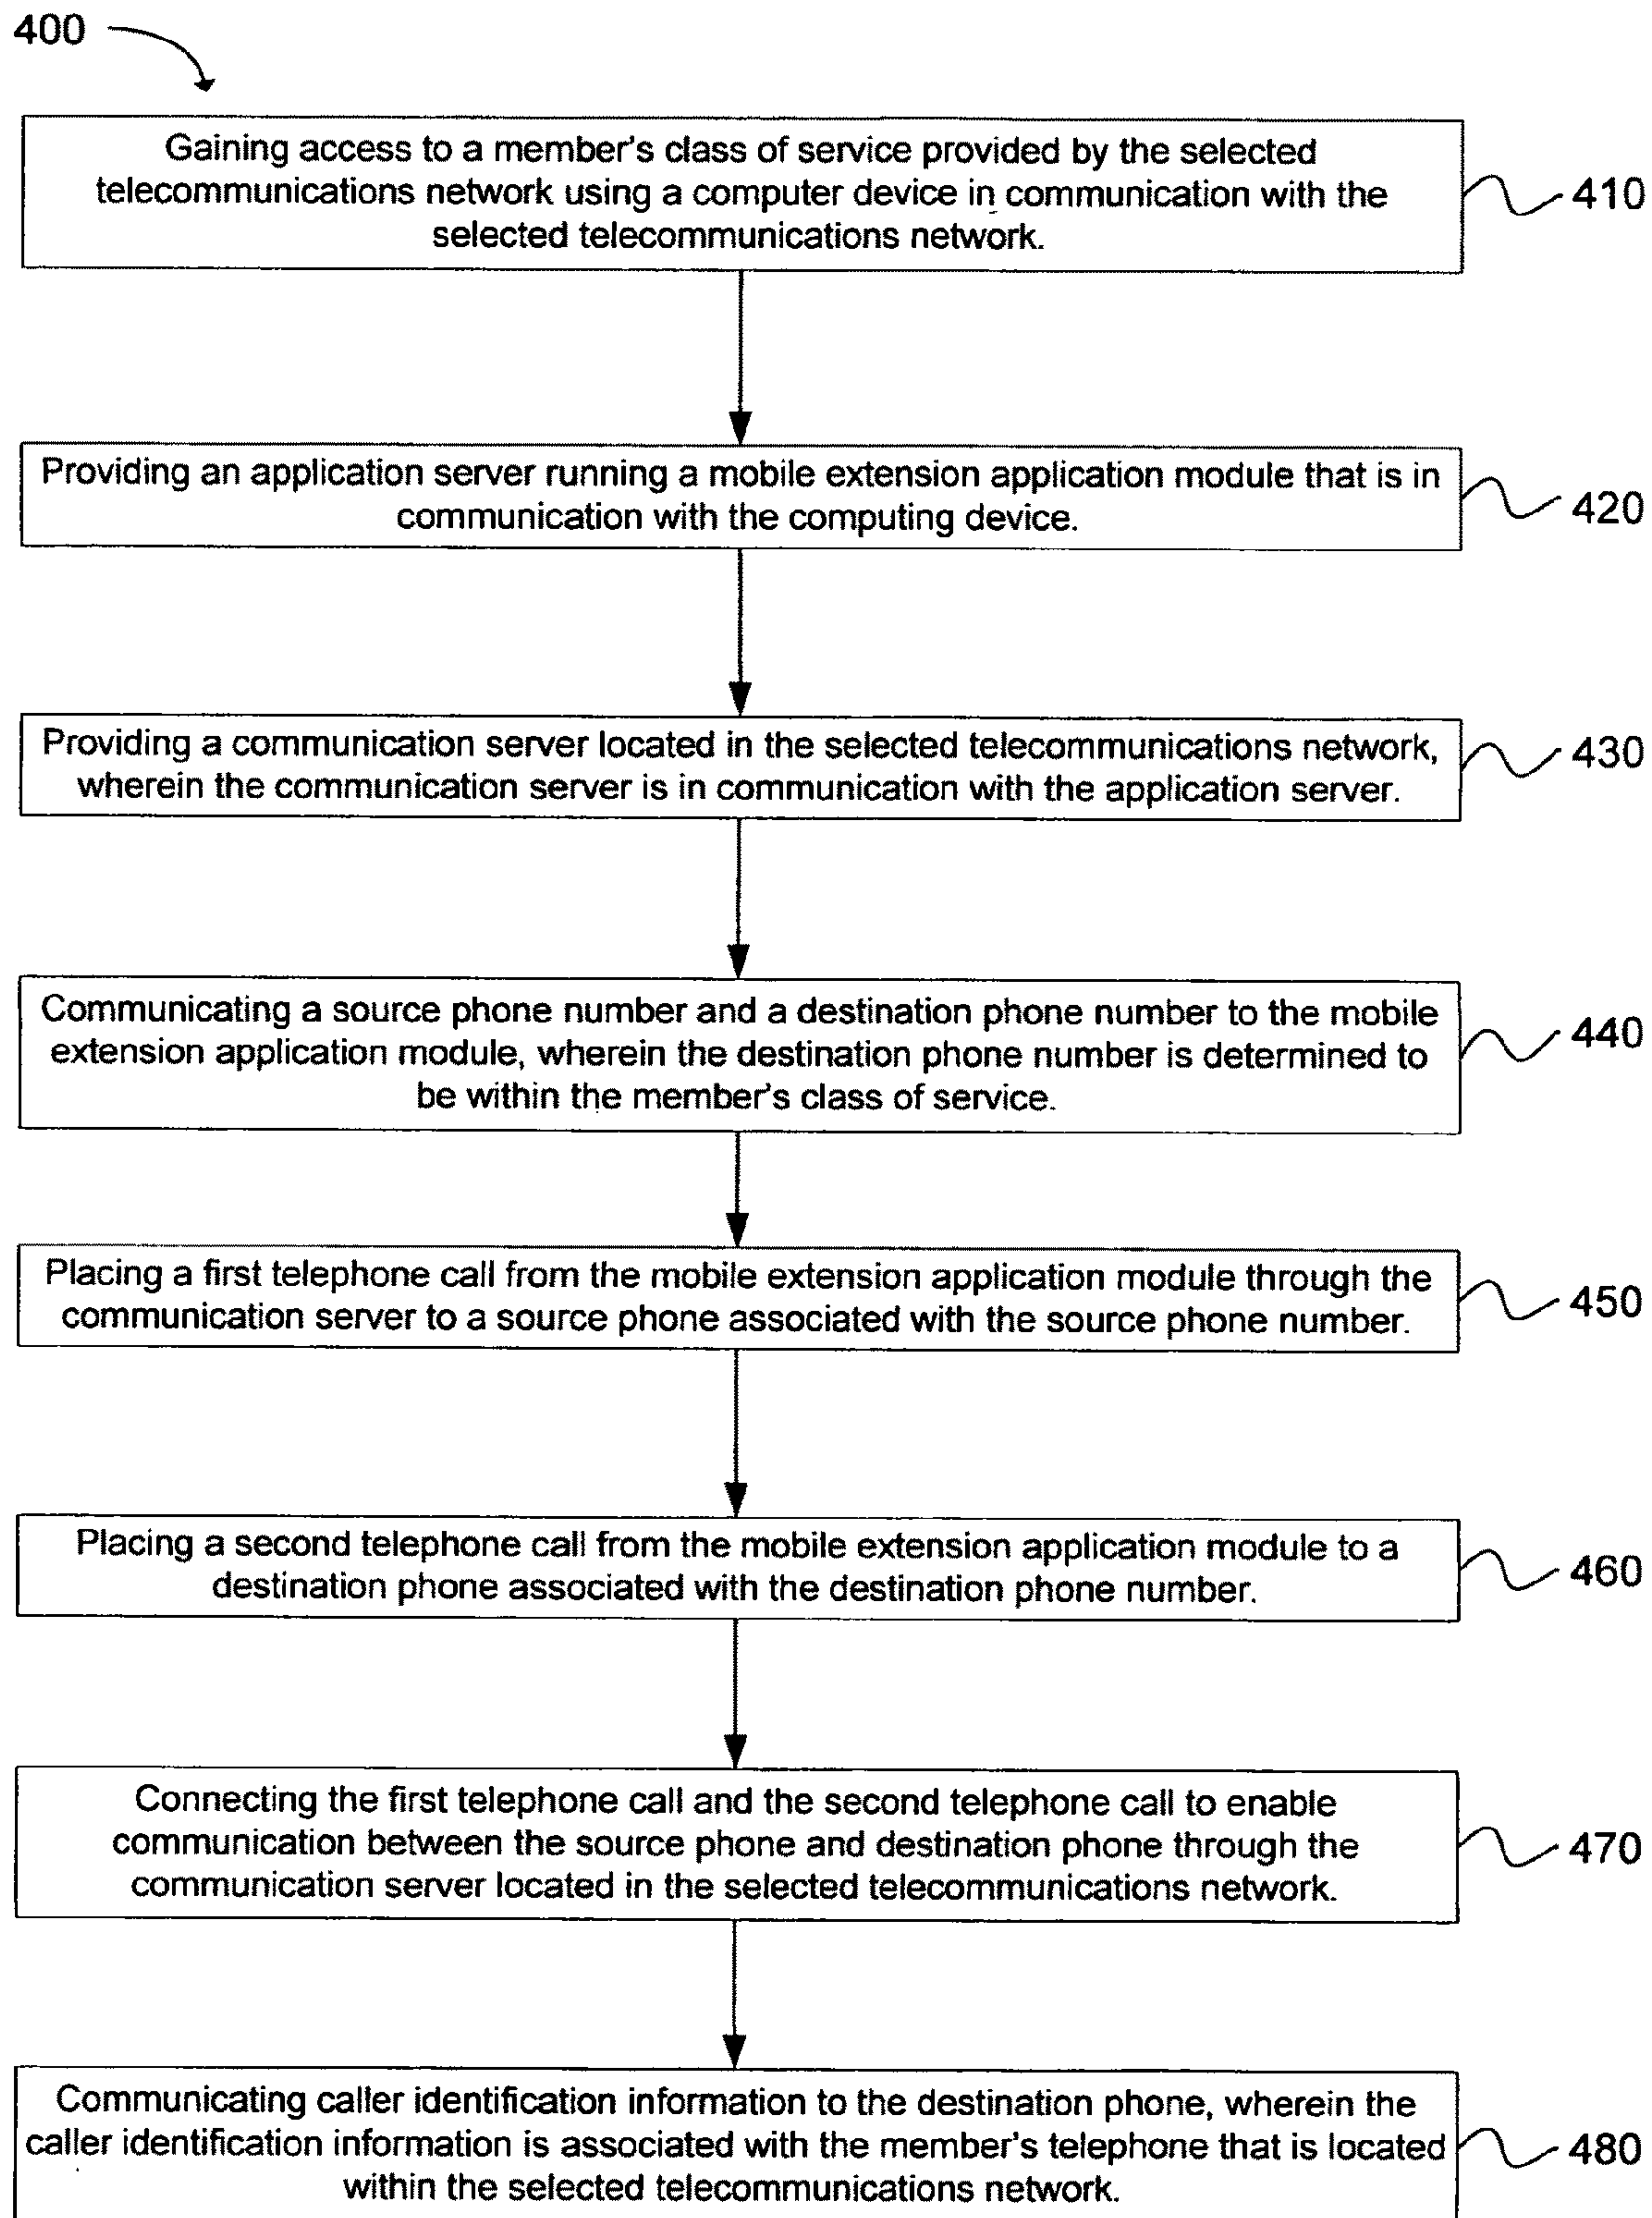 400
Gaining access to a member's class of service provided by the selected
telecommunications network using a computer device in communication with the
selected telecommunications network.
410
Providing an application server running a mobile extension application module that is in
communication with the computing device.
420
Providing a communication server located in the selected telecommunications network,
wherein the communication server is in communication with the application server.
430
Communicating a source phone number and a destination phone number to the mobile
extension application module, wherein the destination phone number is determined to
be within the member's class of service.
440
Placing a first telephone call from the mobile extension application module through the
communication server to a source phone associated with the source phone number.
450
Placing a second telephone call from the mobile extension application module to a
destination phone associated with the destination phone number.
460
Connecting the first telephone call and the second telephone call to enable
communication between the source phone and destination phone through the
communication server located in the selected telecommunications network.
470
Communicating caller identification information to the destination phone, wherein the
caller identification information is associated with the member's telephone that is located
within the selected telecommunications network.
480